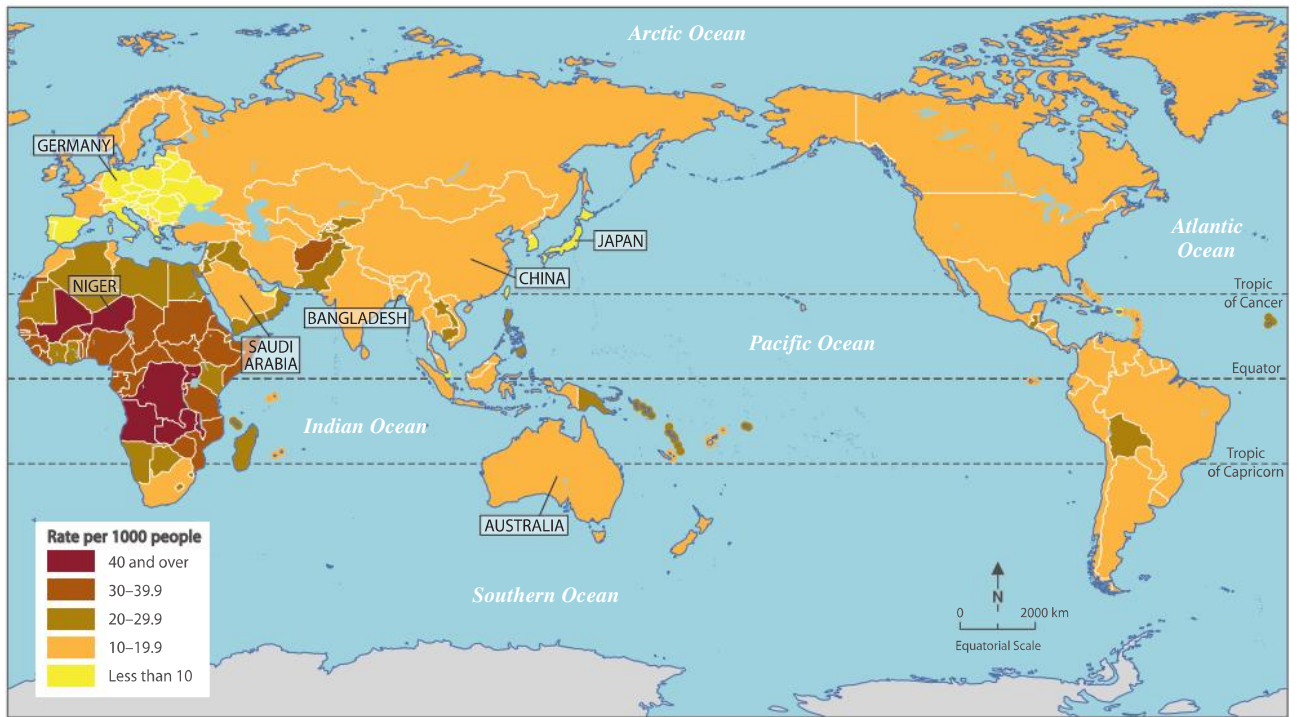 Arctic Ocean
GERMANY
Atlantic
Ocean
JAPAN
CHINA
NIGER
Tropic
of Cancer
BANGLADESH
SAUDI
ARABIA
Pacific Ocean
Equator
Indian Ocean
Tropic
of Capricorn
AUSTRALIA
Rate per 1000 people
40 and over
30–39.9
20–29.9
10–19.9
Less than 10
Southern Ocean
N
0 2000 km
Equatorial Scale